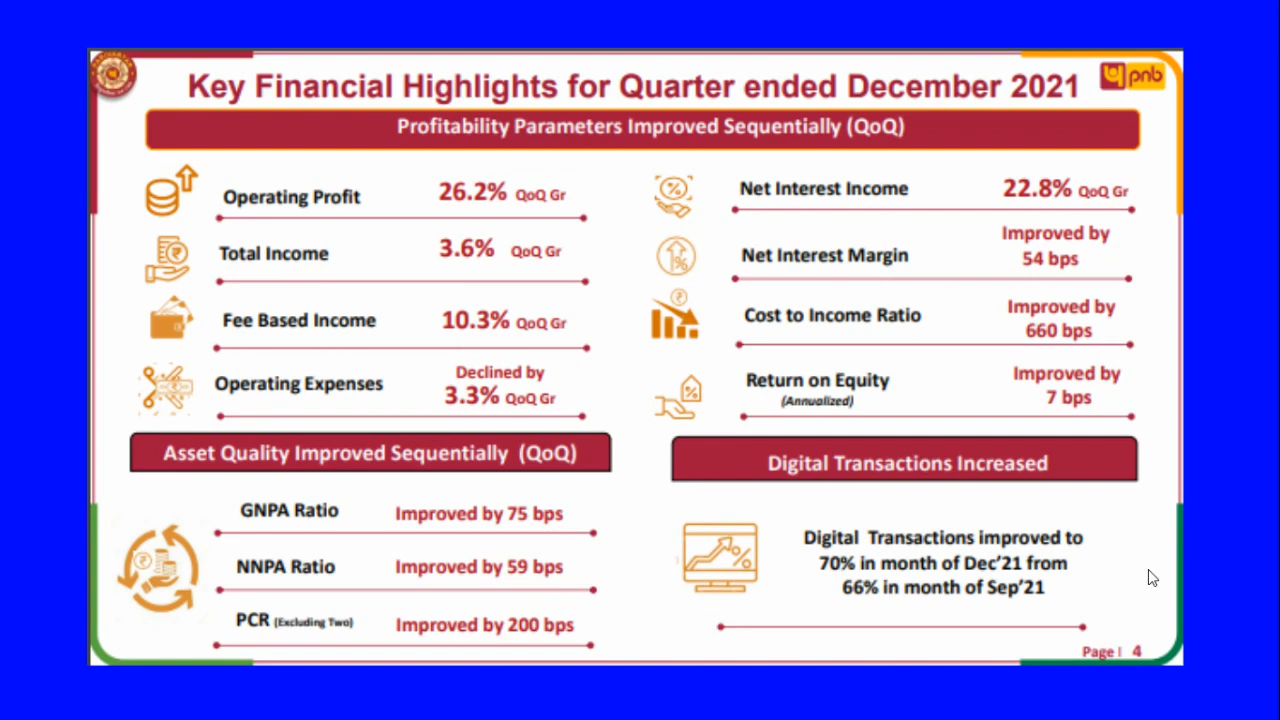 Key Financial Highlights for Quarter ended December 2021
pnb
Profitability Parameters Improved Sequentially (QoQ)
Operating Profit 26.2% QoQ Gr
Total Income 3.6% QoQ Gr
Fee Based Income 10.3% QoQ Gr
Operating Expenses Declined by
3.3% QoQ Gr
Net Interest Income 22.8% QoQ Gr
Net Interest Margin Improved by
54 bps
Cost to Income Ratio Improved by
660 bps
Return on Equity Improved by
(Annualized) 7 bps
Asset Quality Improved Sequentially (QoQ)
GNPA Ratio Improved by 75 bps
NNPA Ratio Improved by 59 bps
PCR (Excluding Two) Improved by 200 bps
Digital Transactions Increased
Digital Transactions improved to
70% in month of Dec’21 from
66% in month of Sep’21
Page | 4